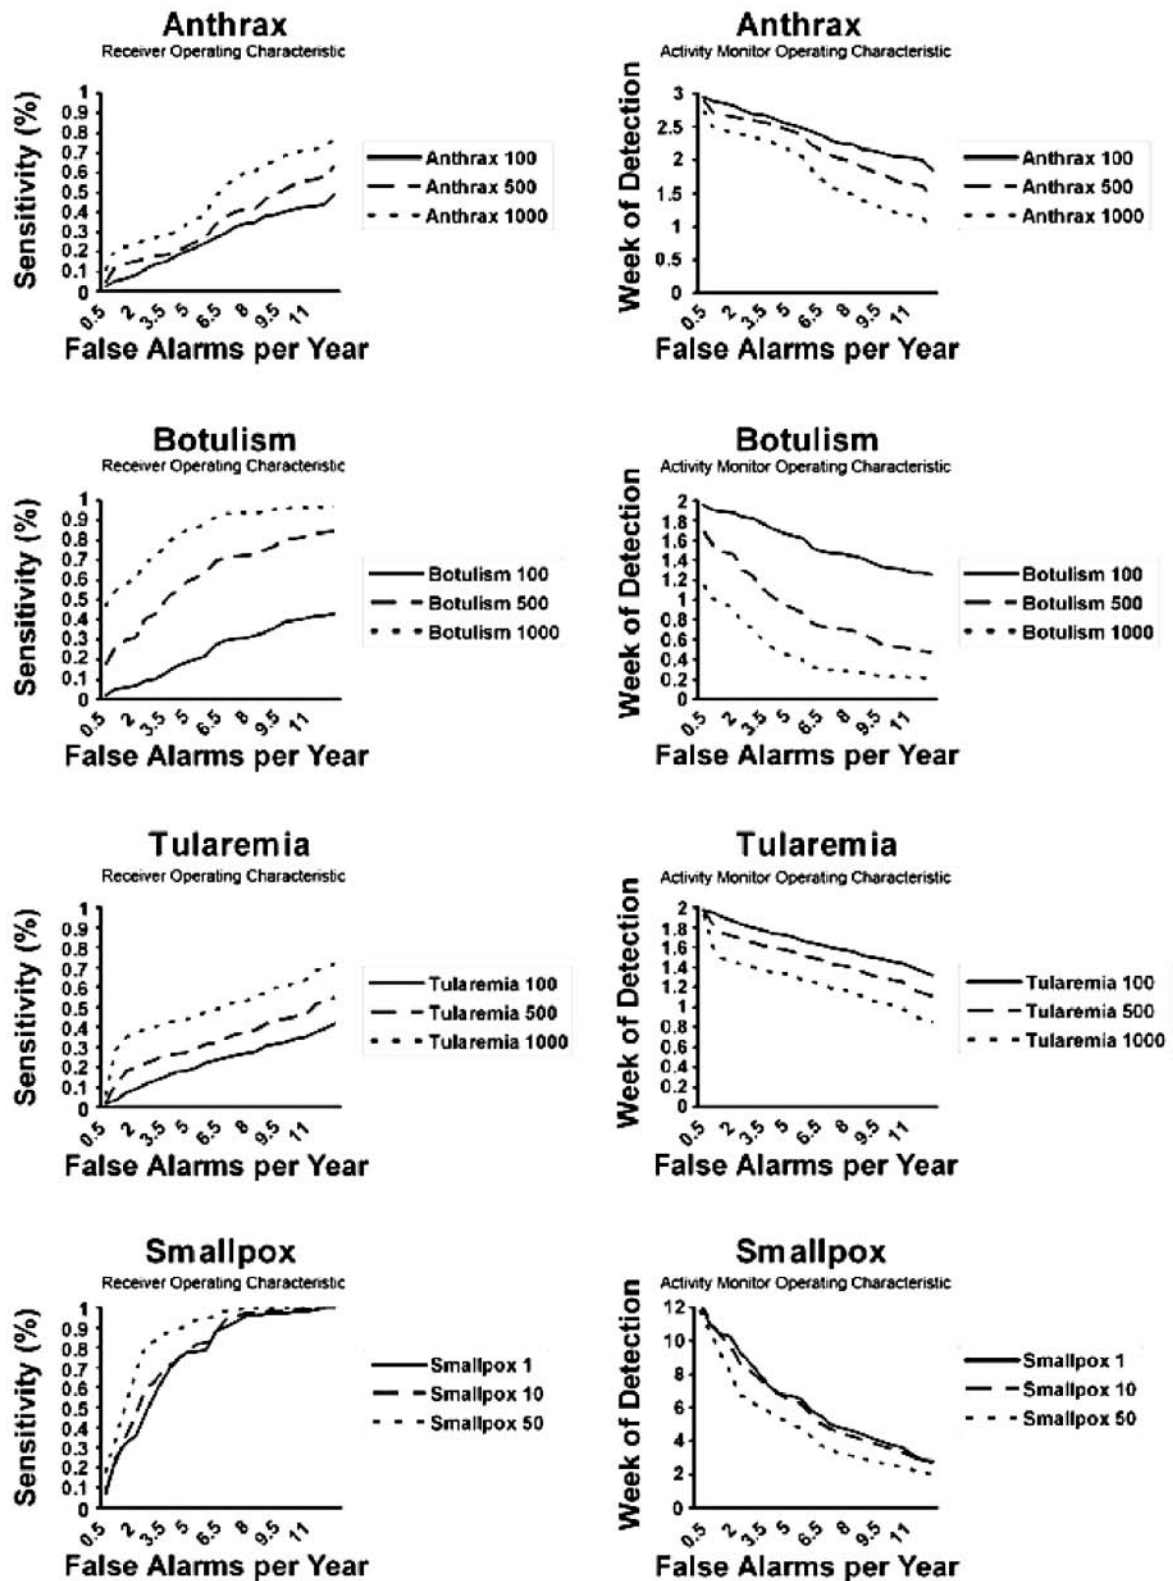 Anthrax
Receiver Operating Characteristic
Sensitivity (%)
1
0.9
0.8
0.7
0.6
0.5
0.4
0.3
0.2
0.1
0
0.5 2 3.5 5 6.5 8 9.5 11
False Alarms per Year
Anthrax 100
Anthrax 500
Anthrax 1000
Anthrax
Activity Monitor Operating Characteristic
Week of Detection
3
2.5
2
1.5
1
0.5
0
0.5 2 3.5 5 6.5 8 9.5 11
False Alarms per Year
Anthrax 100
Anthrax 500
Anthrax 1000
Botulism
Receiver Operating Characteristic
Sensitivity (%)
1
0.9
0.8
0.7
0.6
0.5
0.4
0.3
0.2
0.1
0
0.5 2 3.5 5 6.5 8 9.5 11
False Alarms per Year
Botulism 100
Botulism 500
Botulism 1000
Botulism
Activity Monitor Operating Characteristic
Week of Detection
2
1.8
1.6
1.4
1.2
1
0.8
0.6
0.4
0.2
0
0.5 2 3.5 5 6.5 8 9.5 11
False Alarms per Year
Botulism 100
Botulism 500
Botulism 1000
Tularemia
Receiver Operating Characteristic
Sensitivity (%)
1
0.9
0.8
0.7
0.6
0.5
0.4
0.3
0.2
0.1
0
0.5 2 3.5 5 6.5 8 9.5 11
False Alarms per Year
Tularemia 100
Tularemia 500
Tularemia 1000
Tularemia
Activity Monitor Operating Characteristic
Week of Detection
2
1.8
1.6
1.4
1.2
1
0.8
0.6
0.4
0.2
0
0.5 2 3.5 5 6.5 8 9.5 11
False Alarms per Year
Tularemia 100
Tularemia 500
Tularemia 1000
Smallpox
Receiver Operating Characteristic
Sensitivity (%)
1
0.9
0.8
0.7
0.6
0.5
0.4
0.3
0.2
0.1
0
0.5 2 3.5 5 6.5 8 9.5 11
False Alarms per Year
Smallpox 1
Smallpox 10
Smallpox 50
Smallpox
Activity Monitor Operating Characteristic
Week of Detection
12
10
8
6
4
2
0
0.5 2 3.5 5 6.5 8 9.5 11
False Alarms per Year
Smallpox 1
Smallpox 10
Smallpox 50